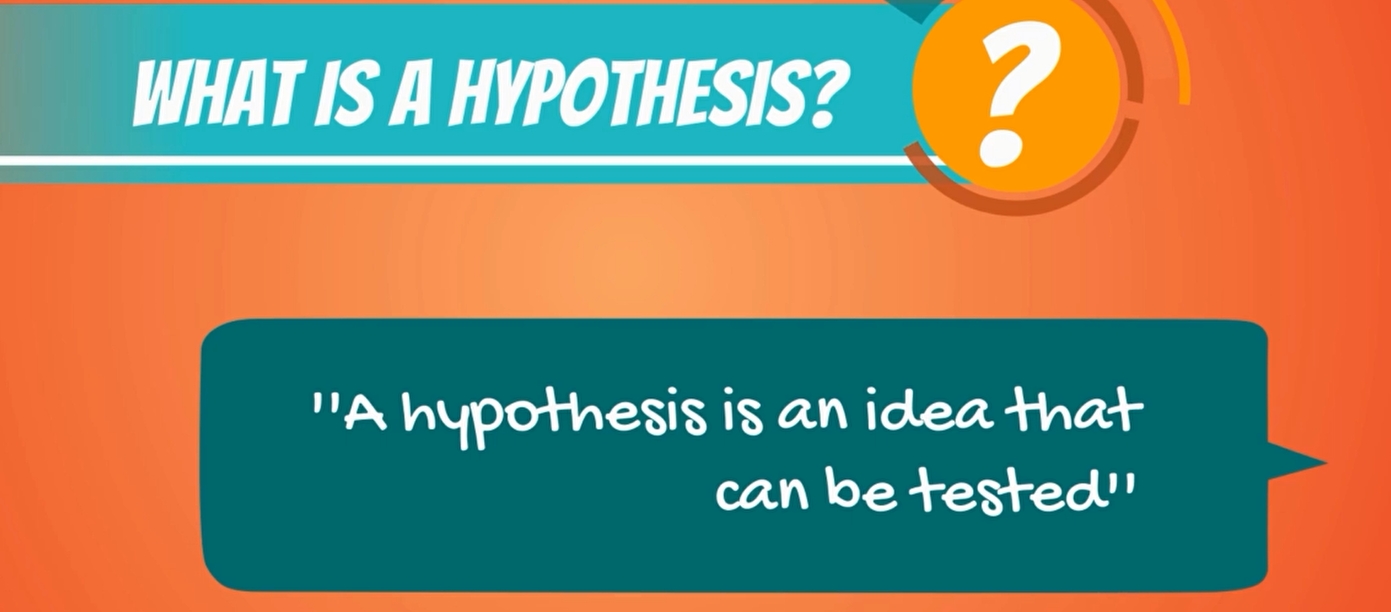 WHAT IS A HYPOTHESIS?
?
"A hypothesis is an idea that
can be tested"